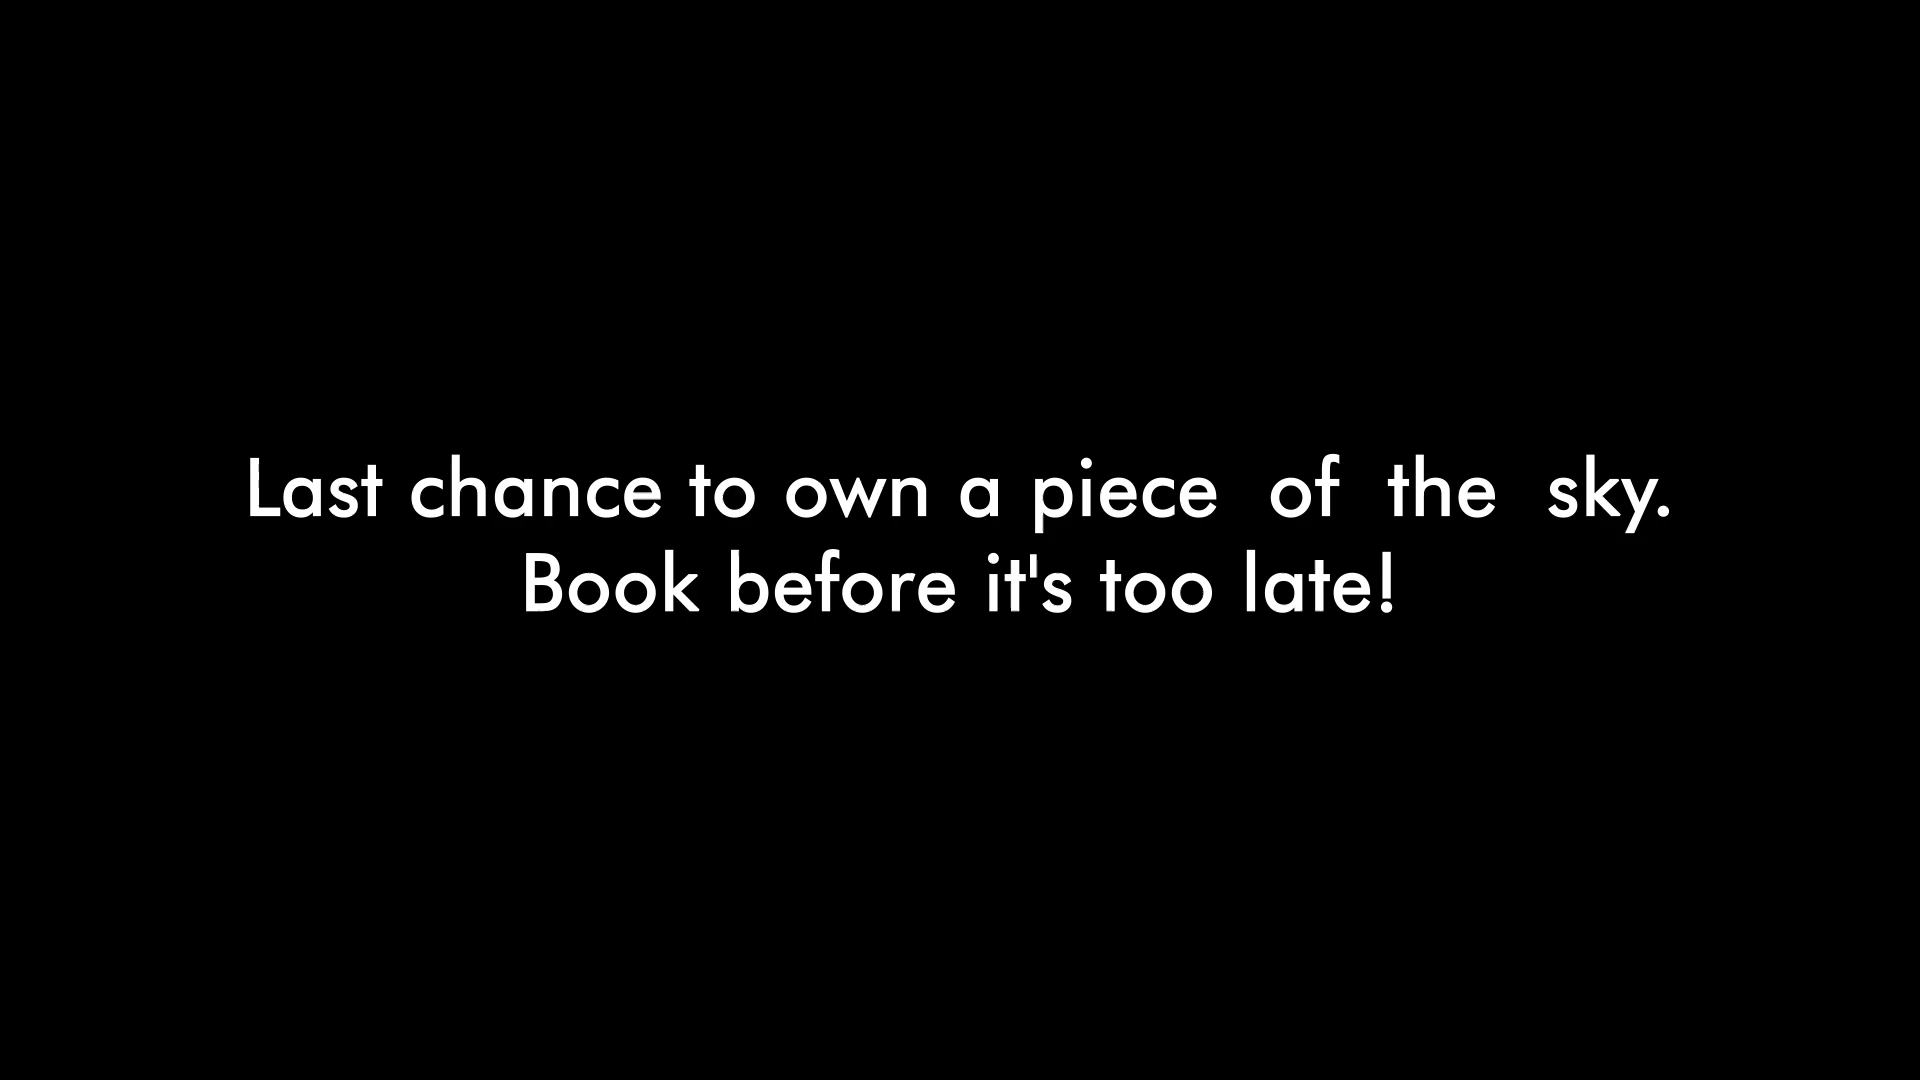 Last chance to own a piece of the sky.
Book before it's too late!